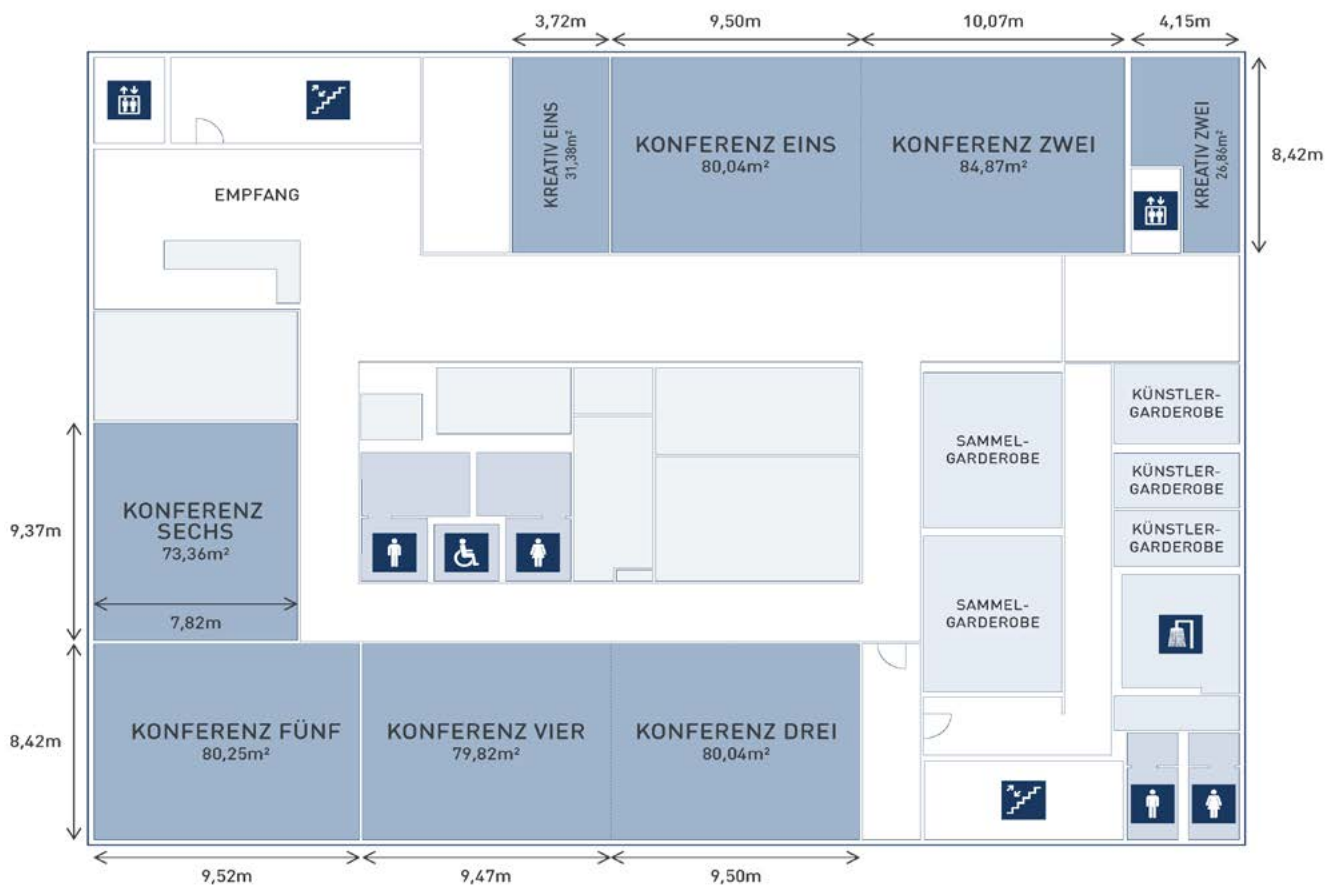 3,72m
9,50m
10,07m
4,15m
KREATIV EINS
31,38m²
KONFERENZ EINS
80,04m²
KONFERENZ ZWEI
84,87m²
KREATIV ZWEI
26,86m²
8,42m
EMPFANG
KÜNSTLER-
GARDEROBE
SAMMEL-
GARDEROBE
KÜNSTLER-
GARDEROBE
KÜNSTLER-
GARDEROBE
9,37m
KONFERENZ
SECHS
73,36m²
7,82m
SAMMEL-
GARDEROBE
8,42m
KONFERENZ FÜNF
80,25m²
KONFERENZ VIER
79,82m²
KONFERENZ DREI
80,04m²
9,52m
9,47m
9,50m